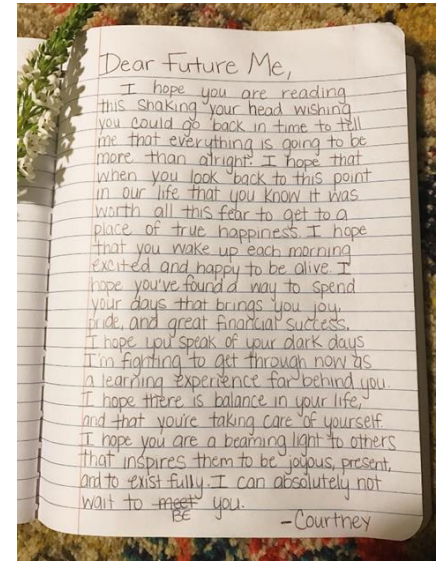 Dear Future Me,
I hope you are reading
this shaking your head wishing
you could go back in time to tell
me that everything is going to be
more than alright. I hope that
when you look back to this point
in our life that you know it was
worth all this fear to get to a
place of true happiness. I hope
that you wake up each morning
excited and happy to be alive. I
hope you've found a way to spend
your days that brings you joy,
pride, and great financial success.
I hope you speak of your dark days
I'm fighting to get through now as
a learning experience far behind you.
I hope there is balance in your life,
and that you're taking care of yourself.
I hope you are a beaming light to others
that inspires them to be joyous, present,
and to exist fully. I can absolutely not
wait to meet you.
BE
-Courtney